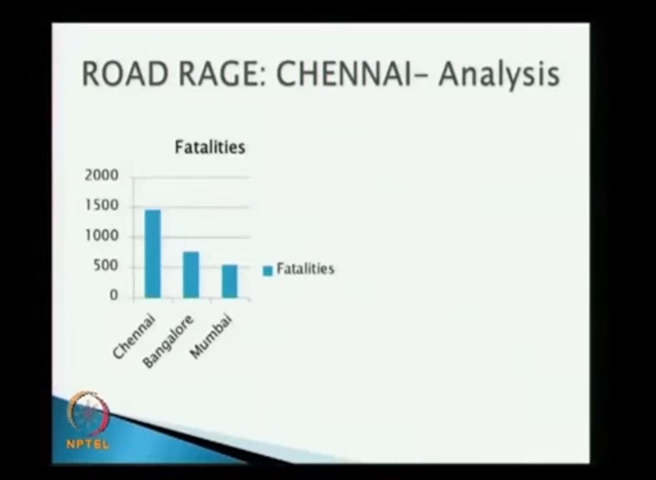 ROAD RAGE: CHENNAI– Analysis
Fatalities
2000
1500
1000
500
0
Fatalities
Chennai
Bangalore
Mumbai
NPTEL